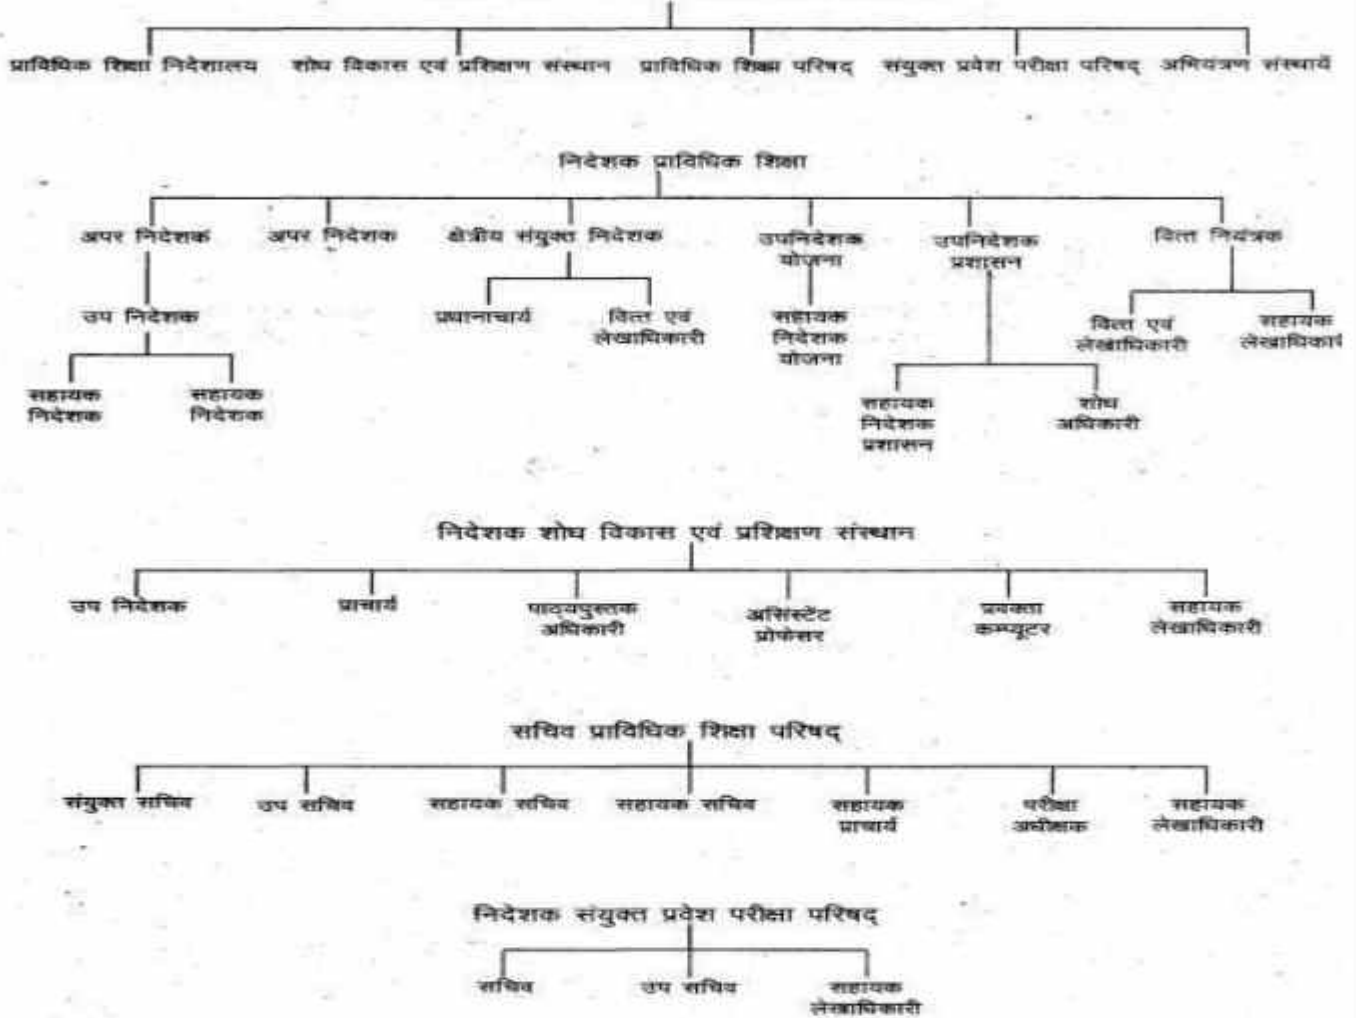 प्राविधिक शिक्षा निदेशालय शोध विकास एवं प्रशिक्षण संस्थान प्राविधिक शिक्षा परिषद् संयुक्त प्रवेश परीक्षा परिषद् अभियंत्रण संस्थायें
निदेशक प्राविधिक शिक्षा
अपर निदेशक अपर निदेशक क्षेत्रीय संयुक्त निदेशक उपनिदेशक उपनिदेशक वित्त नियंत्रक
योजना प्रशासन
उप निदेशक प्रधानाचार्य वित्त एवं सहायक वित्त एवं सहायक
लेखाधिकारी निदेशक लेखाधिकारी लेखाधिकारी
योजना
सहायक सहायक सहायक शोध
निदेशक निदेशक निदेशक अधिकारी
प्रशासन
निदेशक शोध विकास एवं प्रशिक्षण संस्थान
उप निदेशक प्राचार्य पाठ्यपुस्तक असिस्टेंट प्रवक्ता सहायक
अधिकारी प्रोफेसर कम्प्यूटर लेखाधिकारी
सचिव प्राविधिक शिक्षा परिषद्
संयुक्त सचिव उप सचिव सहायक सचिव सहायक सचिव सहायक परीक्षा सहायक
प्राचार्य अधीक्षक लेखाधिकारी
निदेशक संयुक्त प्रवेश परीक्षा परिषद्
सचिव उप सचिव सहायक
लेखाधिकारी